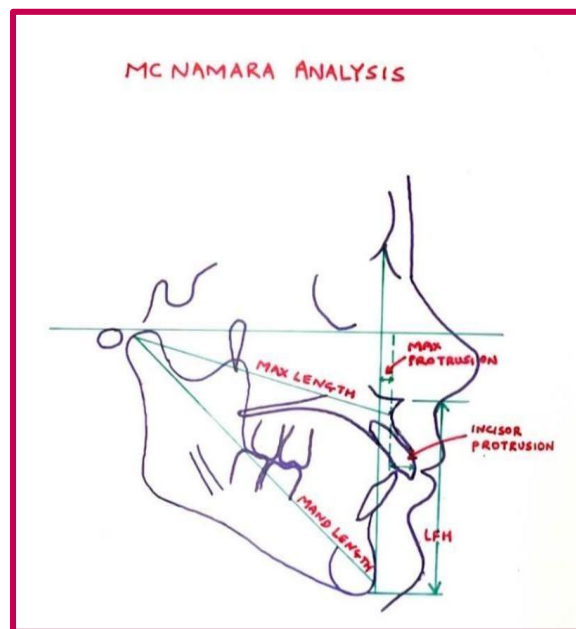 MC NAMARA ANALYSIS
MAX
PROTRUSION
MAX LENGTH
INCISOR
PROTRUSION
MAND LENGTH
LFH